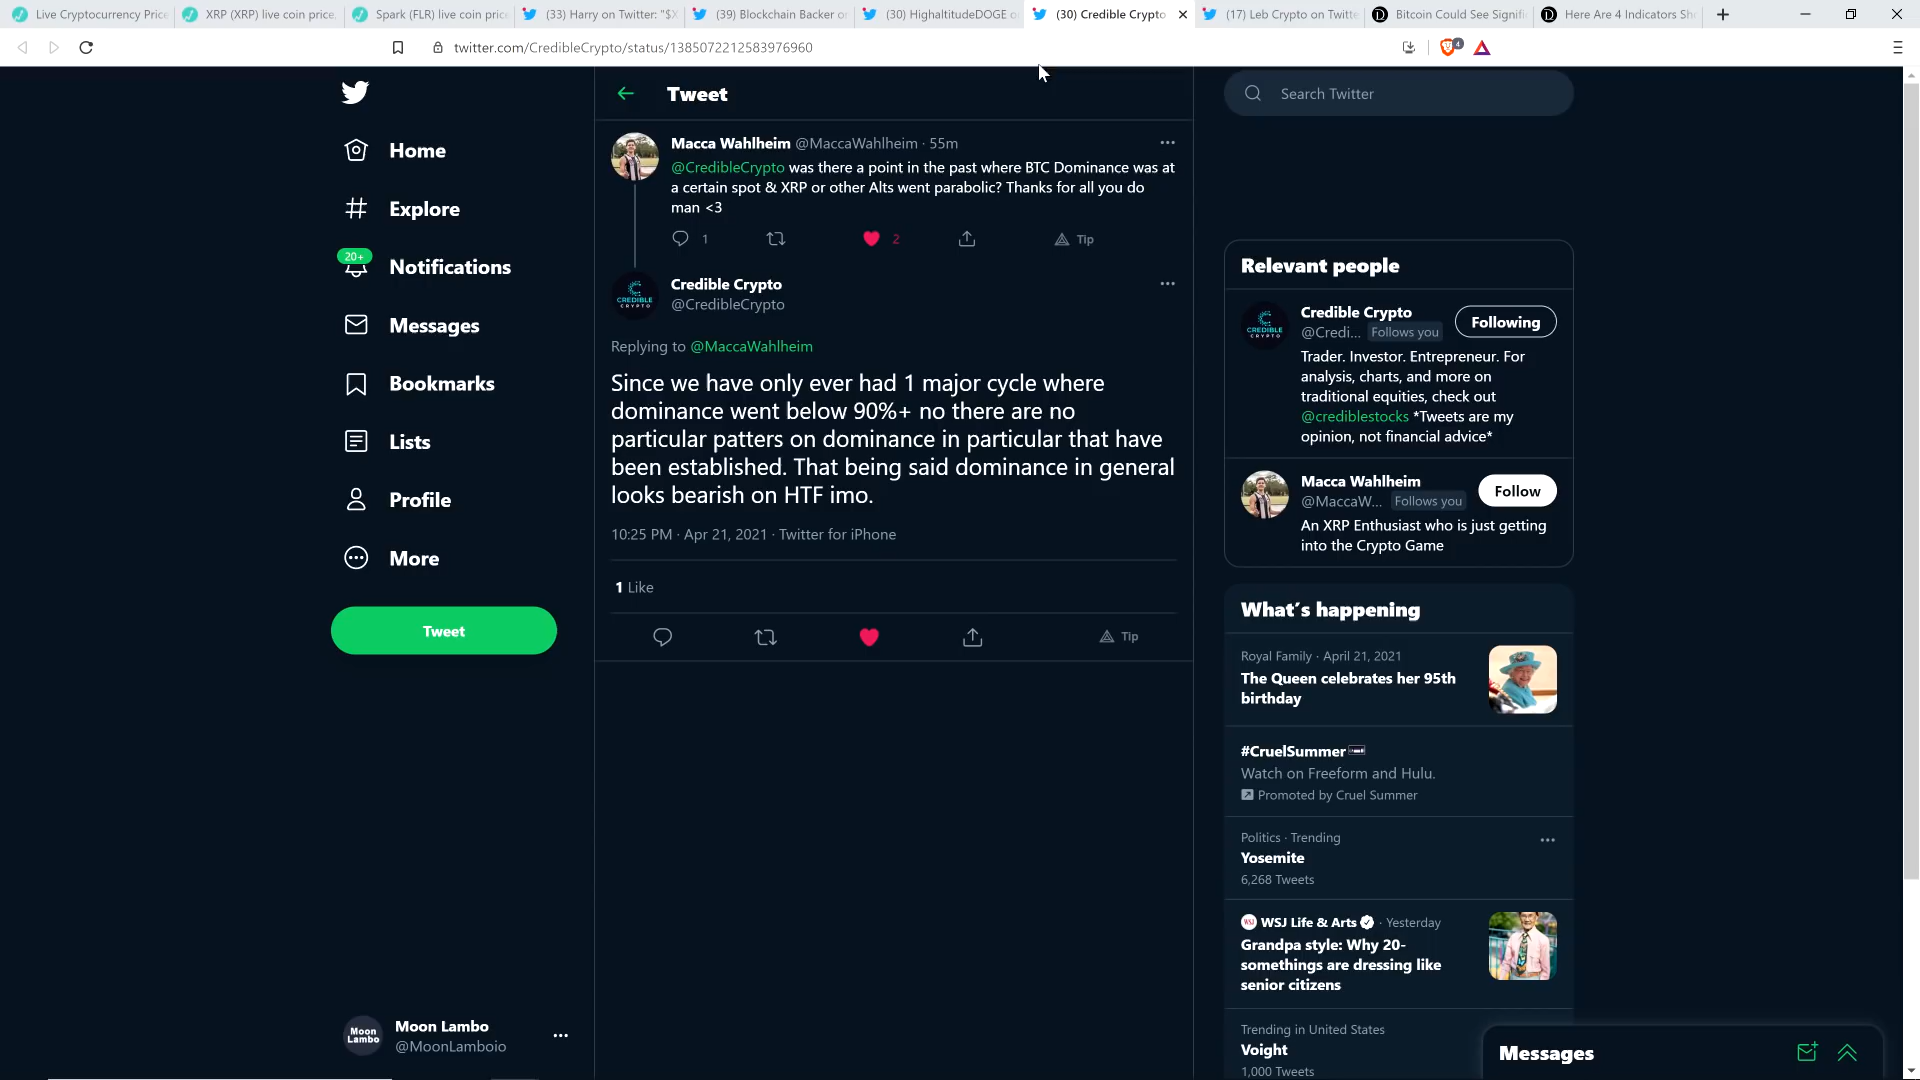 Live Cryptocurrency Price
XRP (XRP) live coin price,
Spark (FLR) live coin price
(33) Harry on Twitter: "$X
(39) Blockchain Backer on
(30) HighaltitudeDOGE o
(30) Credible Crypto
(17) Leb Crypto on Twitte
Bitcoin Could See Signifi
Here Are 4 Indicators Sh
twitter.com/CredibleCrypto/status/1385072212583976960
4
Home
Explore
20+
Notifications
Messages
Bookmarks
Lists
Profile
More
Tweet
Moon Lambo
Moon Lambo
@MoonLamboio
Tweet
Macca Wahlheim @MaccaWahlheim · 55m
@CredibleCrypto was there a point in the past where BTC Dominance was at
a certain spot & XRP or other Alts went parabolic? Thanks for all you do
man <3
1
2
Tip
CREDIBLE CRYPTO
Credible Crypto
@CredibleCrypto
Replying to @MaccaWahlheim
Since we have only ever had 1 major cycle where
dominance went below 90%+ no there are no
particular patters on dominance in particular that have
been established. That being said dominance in general
looks bearish on HTF imo.
10:25 PM · Apr 21, 2021 · Twitter for iPhone
1 Like
Tip
Search Twitter
Relevant people
CREDIBLE CRYPTO
Credible Crypto
@Credi... Follows you
Following
Trader. Investor. Entrepreneur. For
analysis, charts, and more on
traditional equities, check out
@crediblestocks *Tweets are my
opinion, not financial advice*
Macca Wahlheim
@MaccaW... Follows you
Follow
An XRP Enthusiast who is just getting
into the Crypto Game
What's happening
Royal Family · April 21, 2021
The Queen celebrates her 95th
birthday
#CruelSummer
Watch on Freeform and Hulu.
Promoted by Cruel Summer
Politics · Trending
Yosemite
6,268 Tweets
WSJ
WSJ Life & Arts · Yesterday
Grandpa style: Why 20-
somethings are dressing like
senior citizens
Trending in United States
Voight
1,000 Tweets
Messages